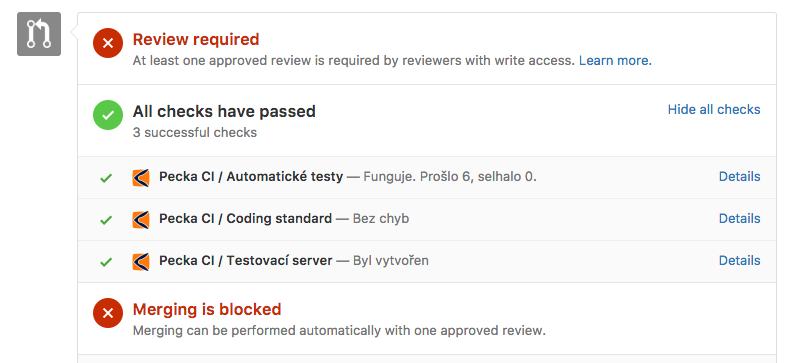 Review required
At least one approved review is required by reviewers with write access. Learn more.
All checks have passed
Hide all checks
3 successful checks
Pecka CI / Automatické testy — Funguje. Prošlo 6, selhalo 0.
Details
Pecka CI / Coding standard — Bez chyb
Details
Pecka CI / Testovací server — Byl vytvořen
Details
Merging is blocked
Merging can be performed automatically with one approved review.